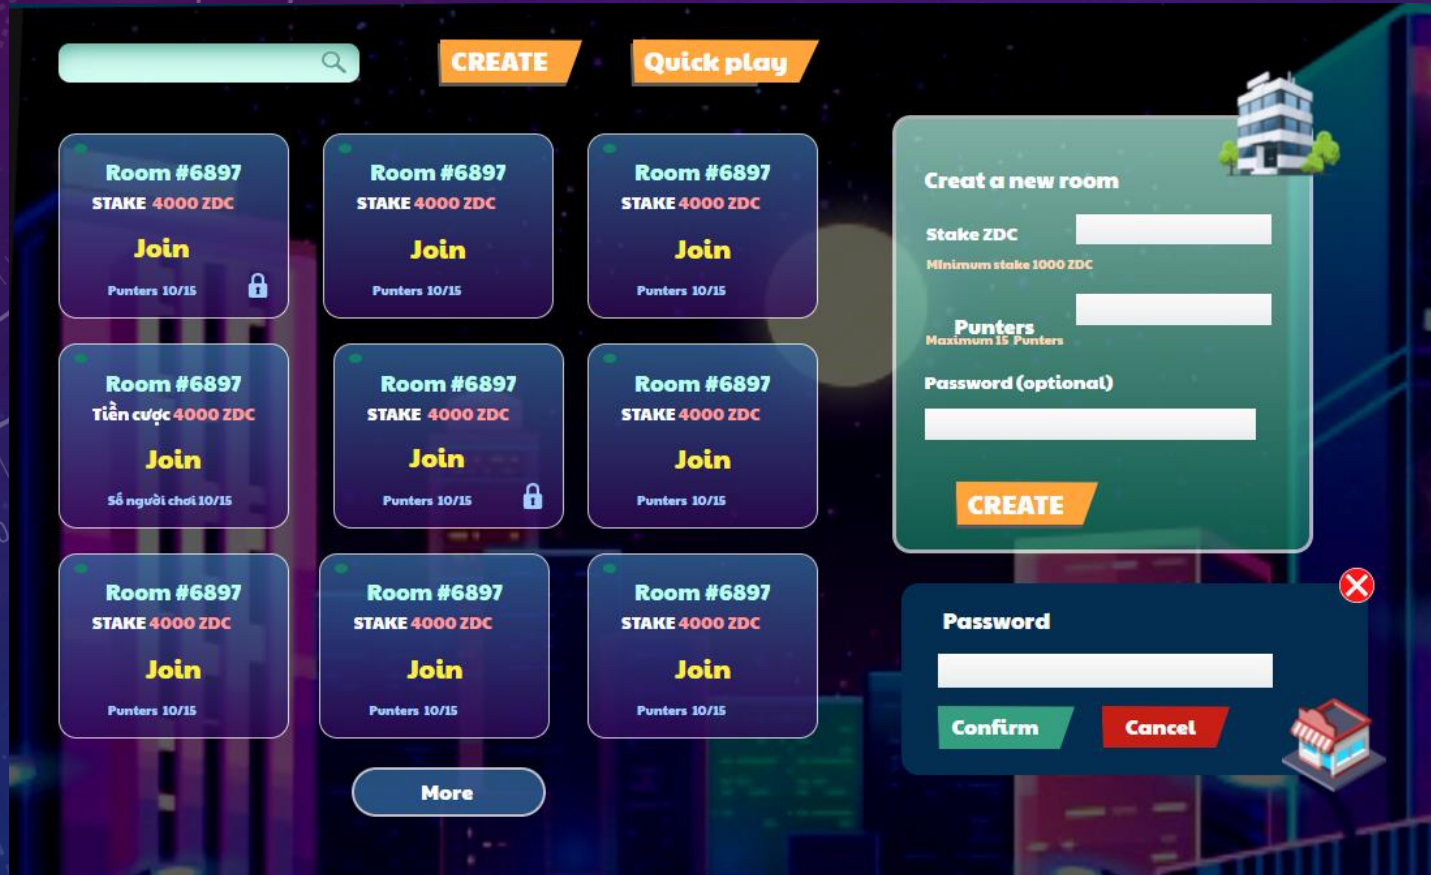 CREATE
Quick play
Room #6897
STAKE 4000 ZDC
Join
Punters 10/15
Room #6897
STAKE 4000 ZDC
Join
Punters 10/15
Room #6897
STAKE 4000 ZDC
Join
Punters 10/15
Room #6897
Tiền cược 4000 ZDC
Join
Số người chơi 10/15
Room #6897
STAKE 4000 ZDC
Join
Punters 10/15
Room #6897
STAKE 4000 ZDC
Join
Punters 10/15
Room #6897
STAKE 4000 ZDC
Join
Punters 10/15
Room #6897
STAKE 4000 ZDC
Join
Punters 10/15
Room #6897
STAKE 4000 ZDC
Join
Punters 10/15
More
Creat a new room
Stake ZDC
MInimum stake 1000 ZDC
Punters
Maximum 15 Punters
Password (optional)
CREATE
Password
Confirm
Cancel